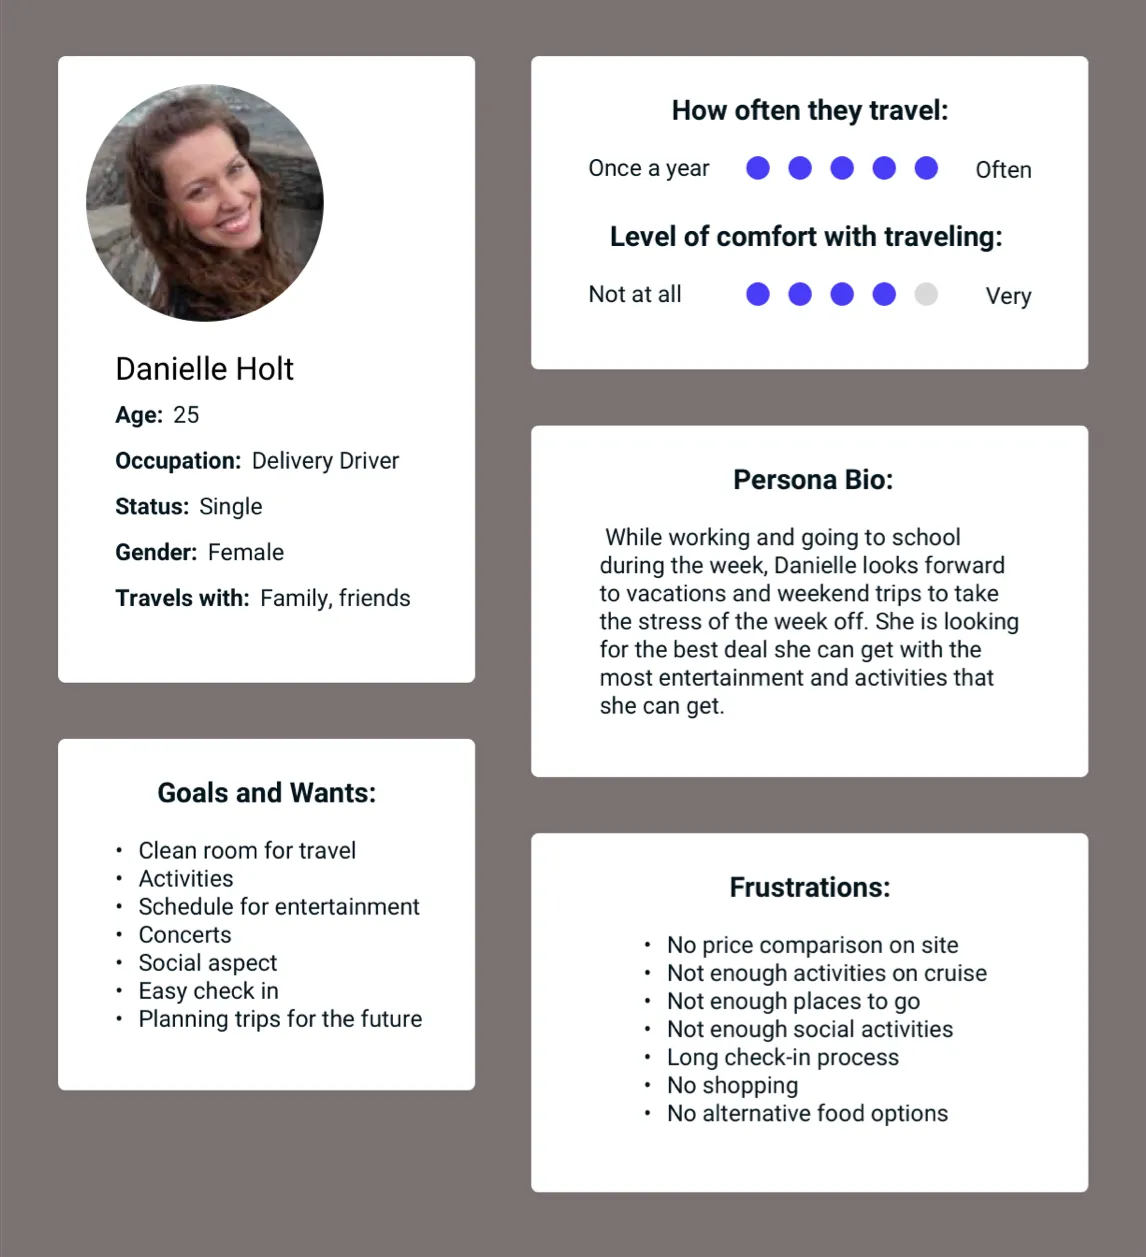 Danielle Holt
Age: 25
Occupation: Delivery Driver
Status: Single
Gender: Female
Travels with: Family, friends
Goals and Wants:
• Clean room for travel
• Activities
• Schedule for entertainment
• Concerts
• Social aspect
• Easy check in
• Planning trips for the future
How often they travel:
Once a year Often
Level of comfort with traveling:
Not at all Very
Persona Bio:
While working and going to school
during the week, Danielle looks forward
to vacations and weekend trips to take
the stress of the week off. She is looking
for the best deal she can get with the
most entertainment and activities that
she can get.
Frustrations:
• No price comparison on site
• Not enough activities on cruise
• Not enough places to go
• Not enough social activities
• Long check-in process
• No shopping
• No alternative food options